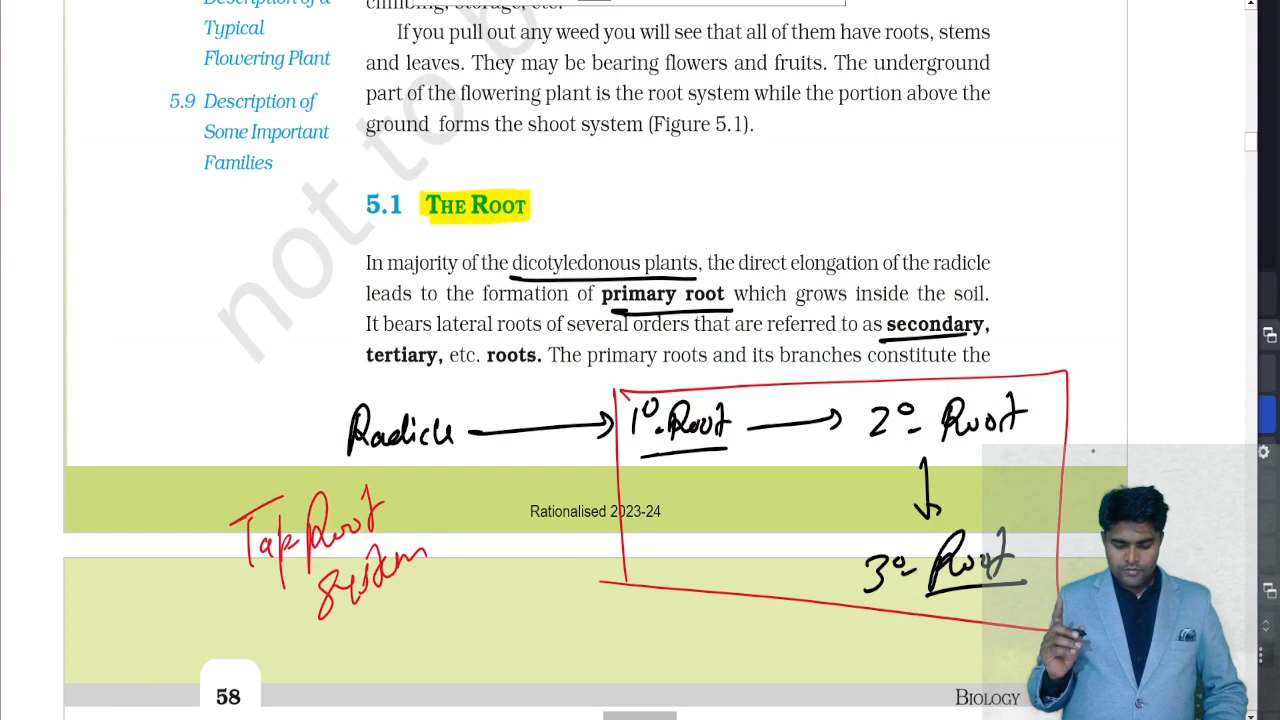 Description of a
Typical
Flowering Plant
5.9 Description of
Some Important
Families
climbing, storage, etc.
If you pull out any weed you will see that all of them have roots, stems
and leaves. They may be bearing flowers and fruits. The underground
part of the flowering plant is the root system while the portion above the
ground forms the shoot system (Figure 5.1).
not to b
5.1 THE ROOT
In majority of the dicotyledonous plants, the direct elongation of the radicle
leads to the formation of primary root which grows inside the soil.
It bears lateral roots of several orders that are referred to as secondary,
tertiary, etc. roots. The primary roots and its branches constitute the
Radicle → 1° Root → 2° Root
↓
3° Root
Tap Root
System
Rationalised 2023-24
58
BIOLOGY